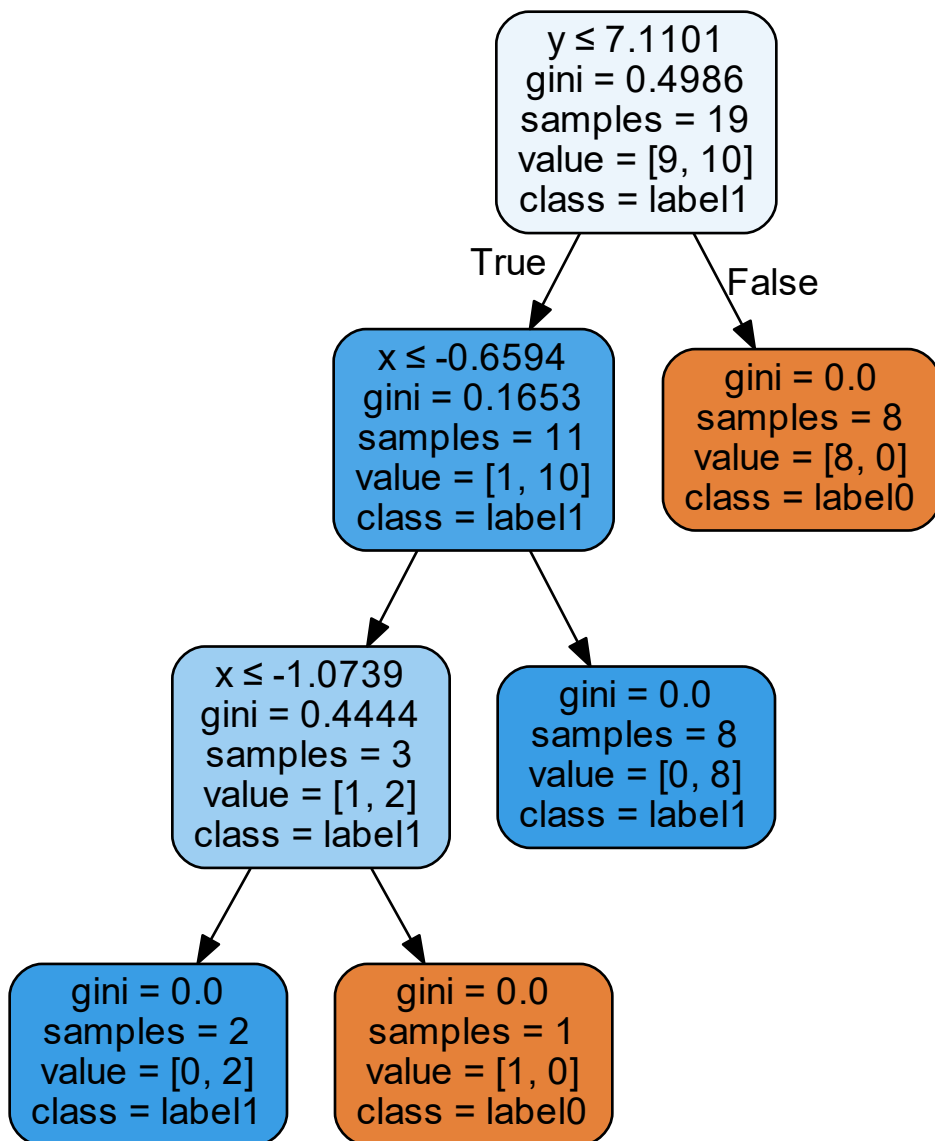 y ≤ 7.1101
gini = 0.4986
samples = 19
value = [9, 10]
class = label1
True
False
x ≤ -0.6594
gini = 0.1653
samples = 11
value = [1, 10]
class = label1
gini = 0.0
samples = 8
value = [8, 0]
class = label0
x ≤ -1.0739
gini = 0.4444
samples = 3
value = [1, 2]
class = label1
gini = 0.0
samples = 8
value = [0, 8]
class = label1
gini = 0.0
samples = 2
value = [0, 2]
class = label1
gini = 0.0
samples = 1
value = [1, 0]
class = label0